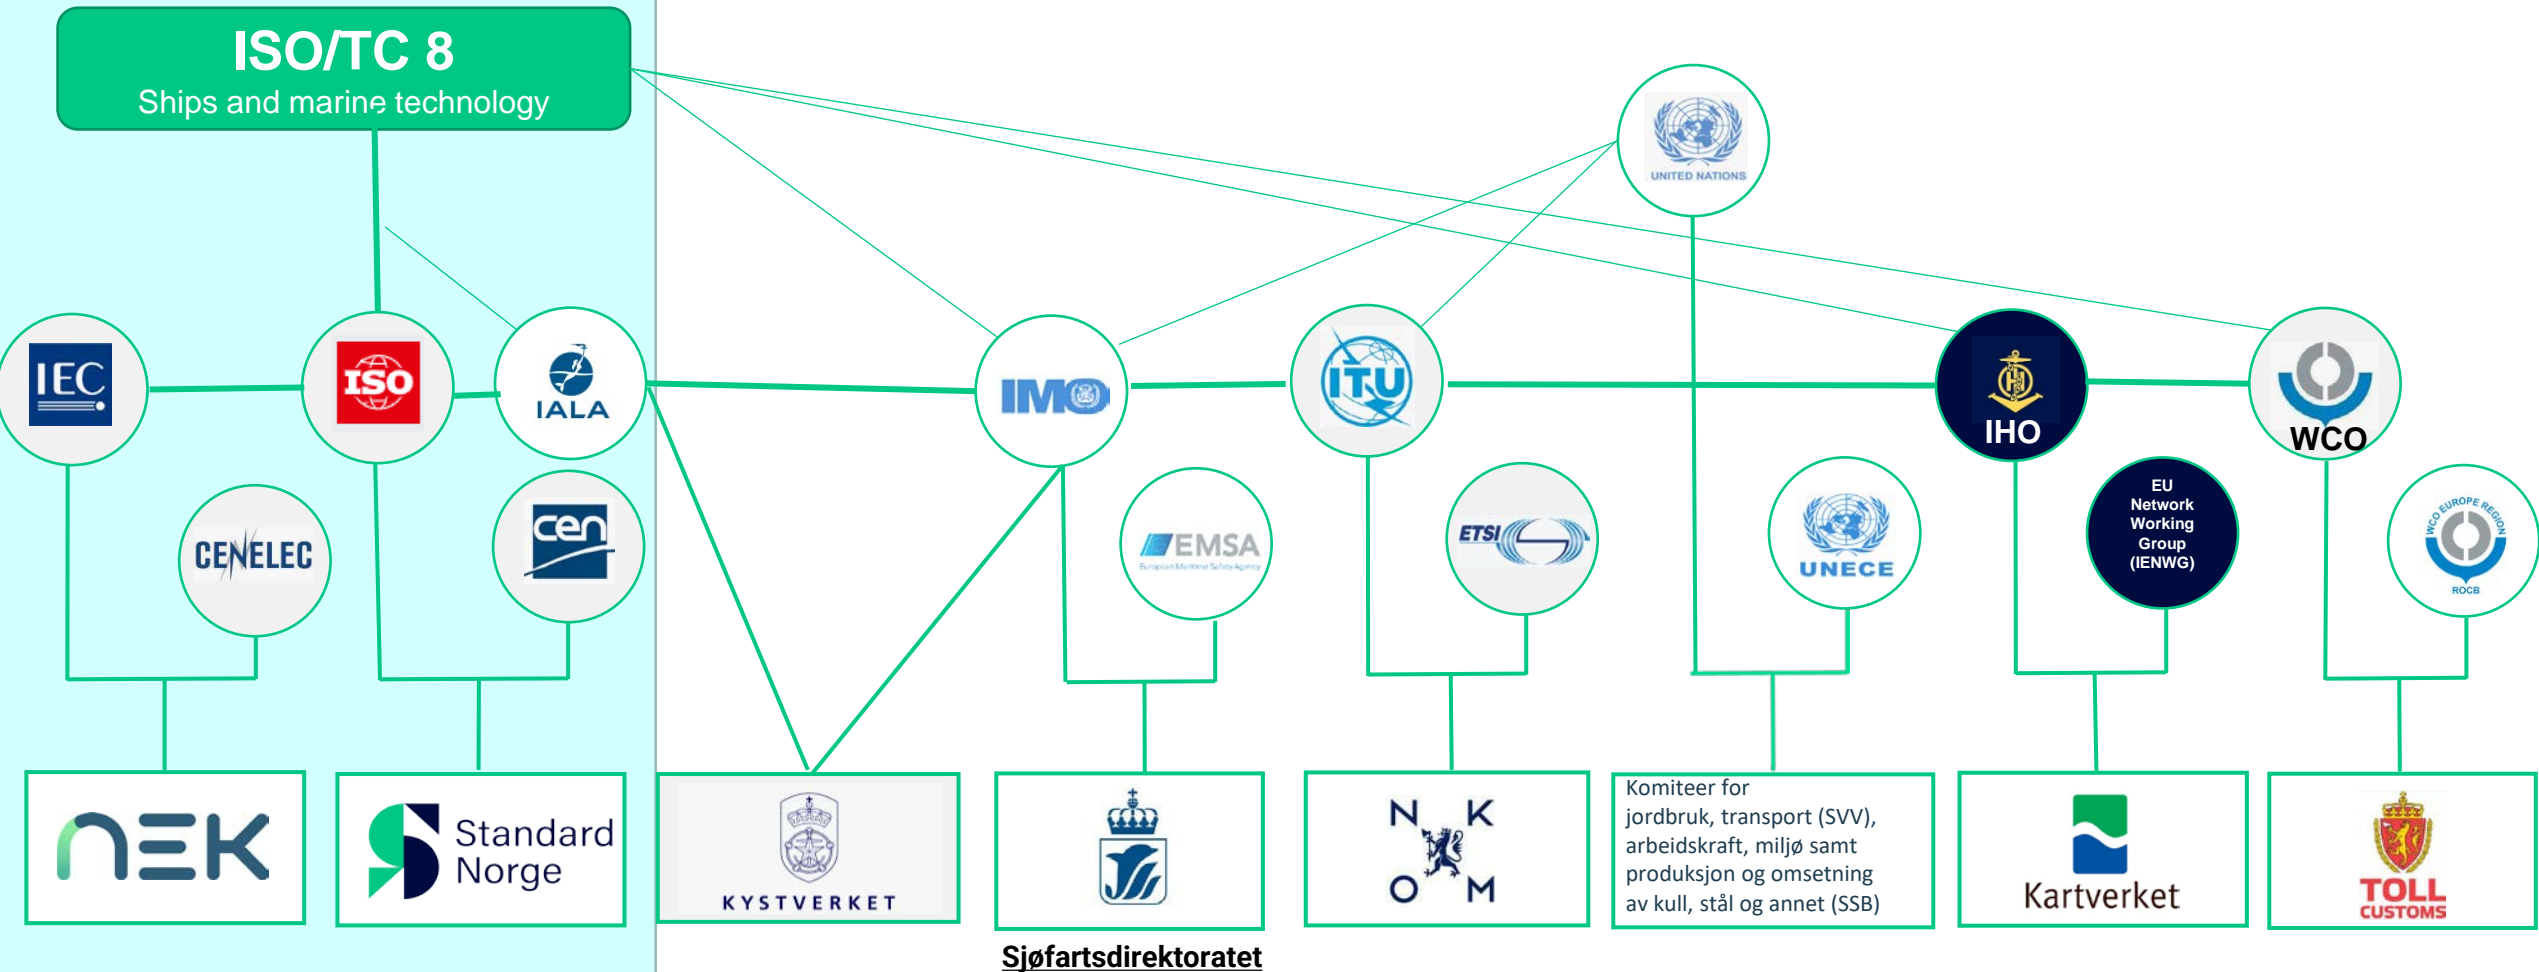 ISO/TC 8
Ships and marine technology
UNITED NATIONS
IEC
ISO
IALA
IMO
ITU
IHO
WCO
CENELEC
cen
EMSA
European Maritime Safety Agency
ETSI
UNECE
EU
Network
Working
Group
(IENWG)
WCO EUROPE REGION
ROCB
NEK
Standard
Norge
KYSTVERKET
N K
O M
Komiteer for
jordbruk, transport (SVV),
arbeidskraft, miljø samt
produksjon og omsetning
av kull, stål og annet (SSB)
Kartverket
TOLL
CUSTOMS
Sjøfartsdirektoratet